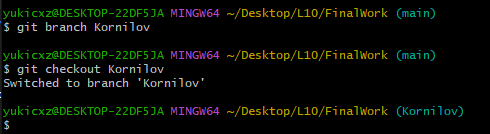 yukicxz@DESKTOP-22DF5JA MINGW64 ~/Desktop/L10/FinalWork (main)
$ git branch Kornilov
yukicxz@DESKTOP-22DF5JA MINGW64 ~/Desktop/L10/FinalWork (main)
$ git checkout Kornilov
Switched to branch 'Kornilov'
yukicxz@DESKTOP-22DF5JA MINGW64 ~/Desktop/L10/FinalWork (Kornilov)
$